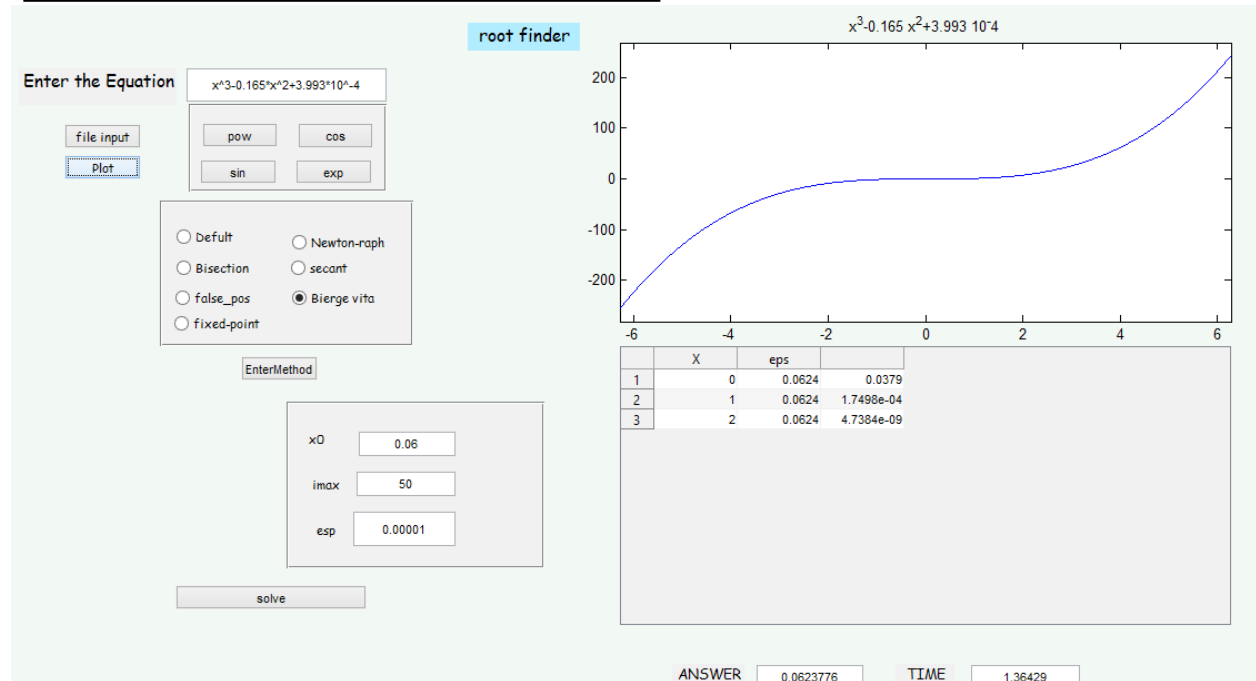 root finder
Enter the Equation
x^3-0.165*x^2+3.993*10^-4
file input
Plot
pow
cos
sin
exp
Defult
Newton-raph
Bisection
secant
false_pos
Bierge vita
fixed-point
EnterMethod
x0
0.06
imax
50
esp
0.00001
solve
x³-0.165 x²+3.993 10⁻4
200
100
0
-100
-200
-6 -4 -2 0 2 4 6
X eps
1 0 0.0624 0.0379
2 1 0.0624 1.7498e-04
3 2 0.0624 4.7384e-09
ANSWER 0.0623776 TIME 1.36429